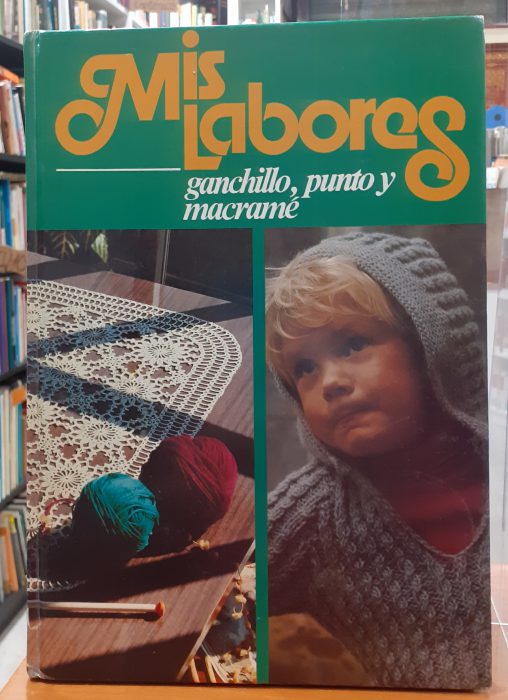 Mis
Labores
ganchillo, punto y
macramé